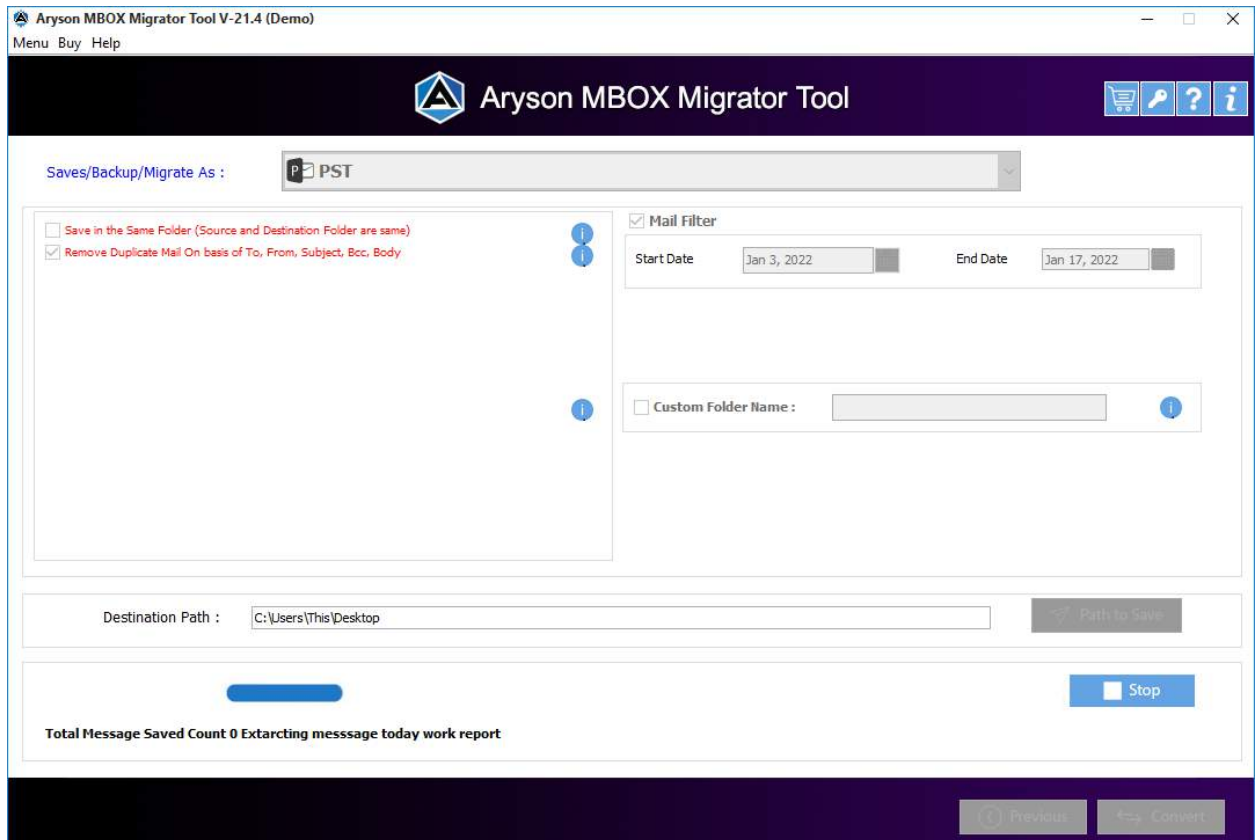 Aryson MBOX Migrator Tool V-21.4 (Demo)
Menu Buy Help
Aryson MBOX Migrator Tool
Saves/Backup/Migrate As :
PST
Save in the Same Folder (Source and Destination Folder are same)
Remove Duplicate Mail On basis of To, From, Subject, Bcc, Body
Mail Filter
Start Date Jan 3, 2022 End Date Jan 17, 2022
Custom Folder Name :
Destination Path : C:\Users\This\Desktop Path to Save
Stop
Total Message Saved Count 0 Extarcting messsage today work report
Previous Convert